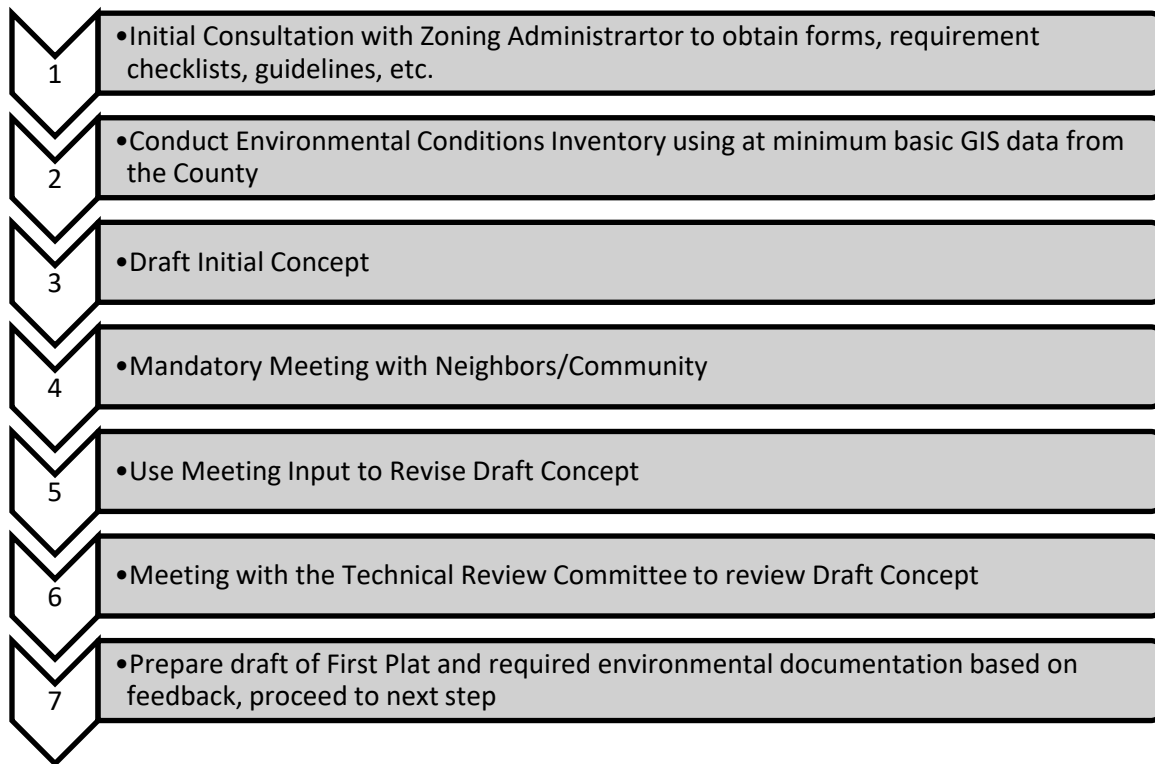 1
•Initial Consultation with Zoning Administrartor to obtain forms, requirement
checklists, guidelines, etc.
2
•Conduct Environmental Conditions Inventory using at minimum basic GIS data from
the County
3
•Draft Initial Concept
4
•Mandatory Meeting with Neighbors/Community
5
•Use Meeting Input to Revise Draft Concept
6
•Meeting with the Technical Review Committee to review Draft Concept
7
•Prepare draft of First Plat and required environmental documentation based on
feedback, proceed to next step